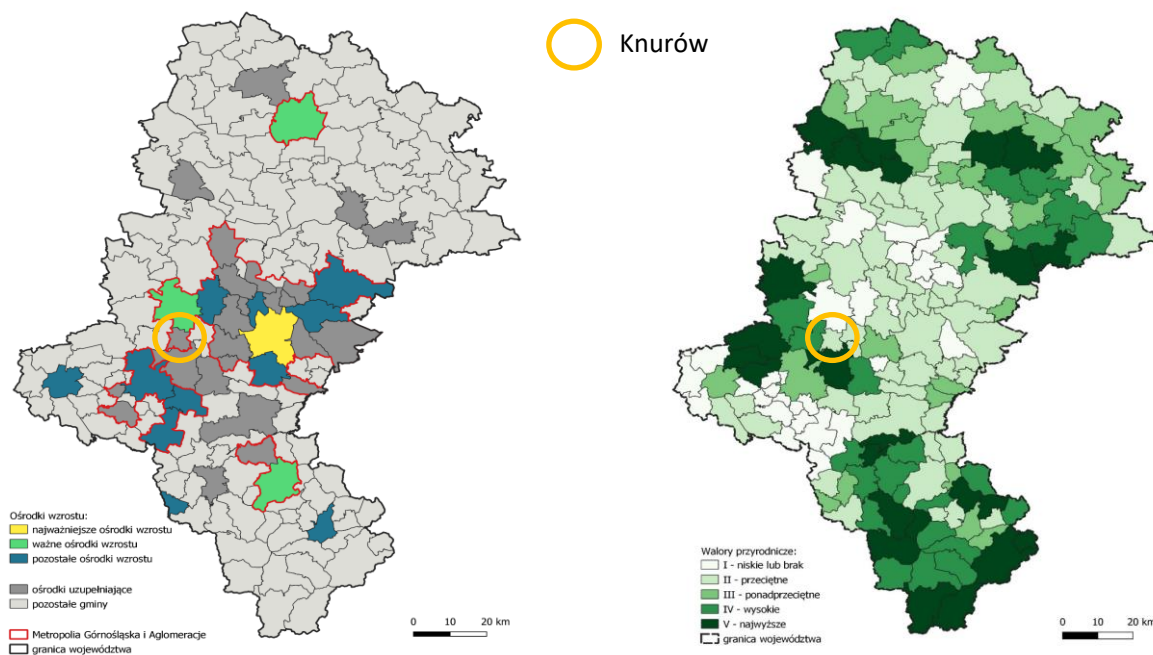 Knurów
Ośrodki wzrostu:
najważniejsze ośrodki wzrostu
ważne ośrodki wzrostu
pozostałe ośrodki wzrostu
ośrodki uzupełniające
pozostałe gminy
Metropolia Górnośląska i Aglomeracje
granica województwa
0 10 20 km
Walory przyrodnicze:
I - niskie lub brak
II - przeciętne
III - ponadprzeciętne
IV - wysokie
V - najwyższe
granica województwa
0 10 20 km